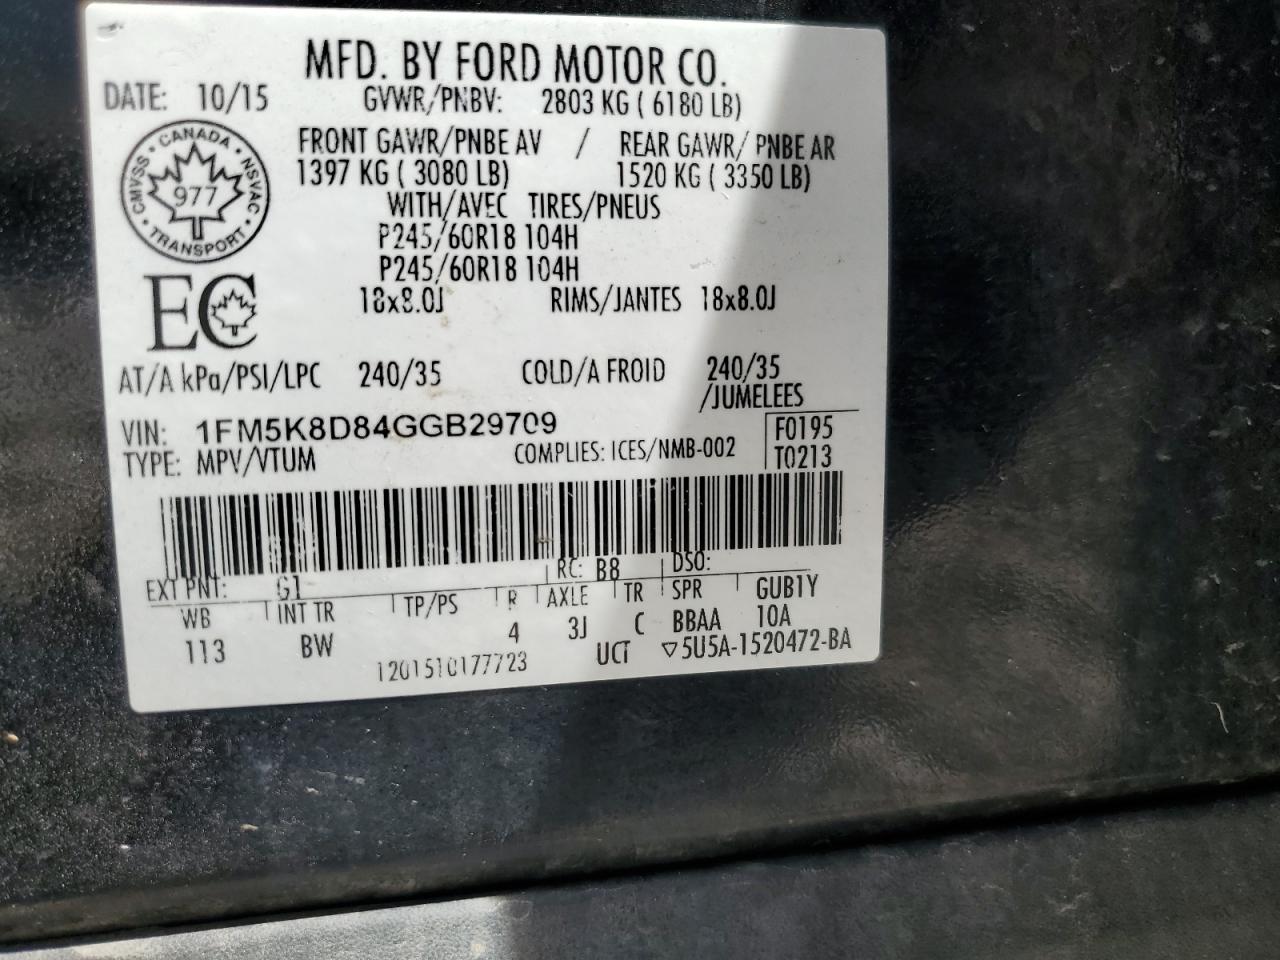 MFD. BY FORD MOTOR CO.
DATE: 10/15 GVWR/PNBV: 2803 KG ( 6180 LB)
FRONT GAWR/PNBE AV / REAR GAWR/ PNBE AR
1397 KG ( 3080 LB) 1520 KG ( 3350 LB)
WITH/AVEC TIRES/PNEUS
P245/60R18 104H
P245/60R18 104H
18x8.0J RIMS/JANTES 18x8.0J
CANADA • NSVAC • TRANSPORT • CMVSS •
977
EC
AT/A kPa/PSI/LPC 240/35 COLD/A FROID 240/35
/JUMELEES
VIN: 1FM5K8D84GGB29709 F0195
TYPE: MPV/VTUM COMPLIES: ICES/NMB-002 T0213
EXT PNT: G1 RC: B8 DSO:
WB INT TR TP/PS R AXLE TR SPR GUB1Y
113 BW 4 3J C BBAA 10A
1201510177723 UCT ▽5U5A-1520472-BA